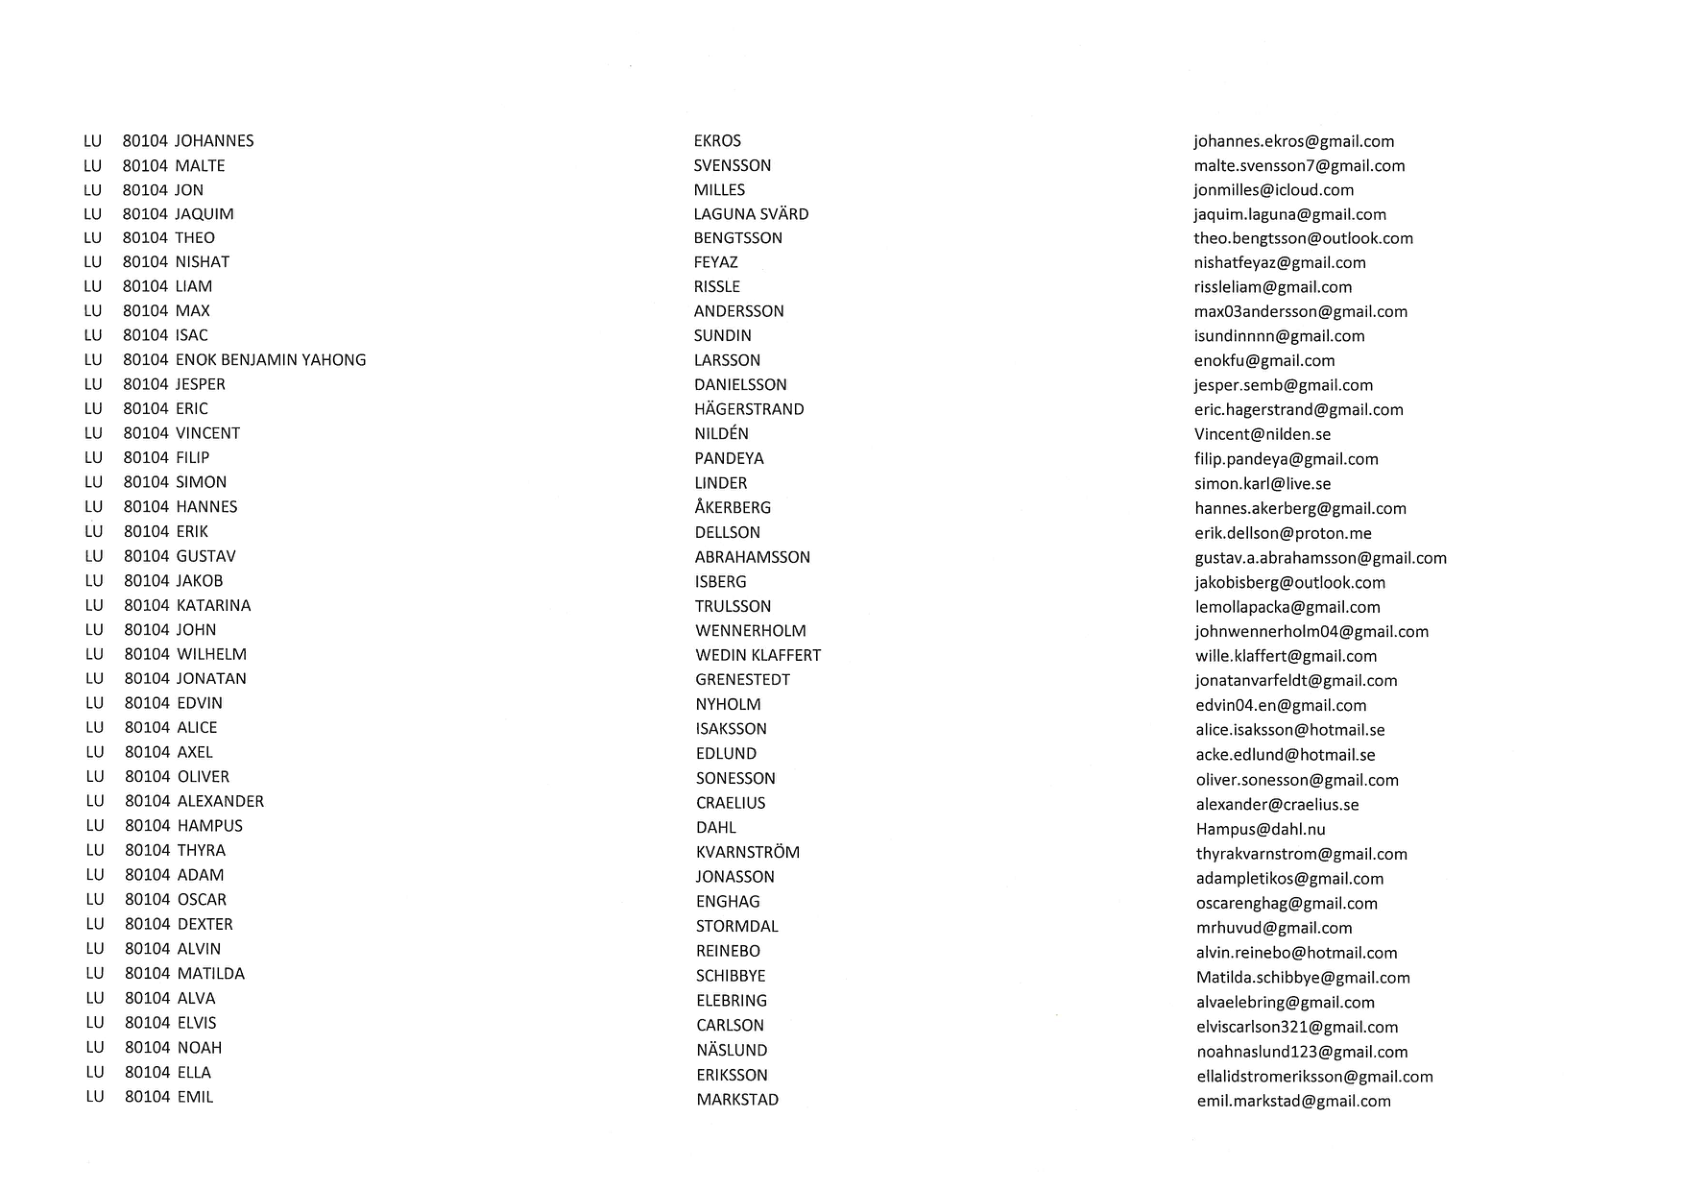 LU 80104 JOHANNES EKROS johannes.ekros@gmail.com
LU 80104 MALTE SVENSSON malte.svensson7@gmail.com
LU 80104 JON MILLES jonmilles@icloud.com
LU 80104 JAQUIM LAGUNA SVÄRD jaquim.laguna@gmail.com
LU 80104 THEO BENGTSSON theo.bengtsson@outlook.com
LU 80104 NISHAT FEYAZ nishatfeyaz@gmail.com
LU 80104 LIAM RISSLE rissleliam@gmail.com
LU 80104 MAX ANDERSSON max03andersson@gmail.com
LU 80104 ISAC SUNDIN isundinnnn@gmail.com
LU 80104 ENOK BENJAMIN YAHONG LARSSON enokfu@gmail.com
LU 80104 JESPER DANIELSSON jesper.semb@gmail.com
LU 80104 ERIC HÄGERSTRAND eric.hagerstrand@gmail.com
LU 80104 VINCENT NILDÉN Vincent@nilden.se
LU 80104 FILIP PANDEYA filip.pandeya@gmail.com
LU 80104 SIMON LINDER simon.karl@live.se
LU 80104 HANNES ÅKERBERG hannes.akerberg@gmail.com
LU 80104 ERIK DELLSON erik.dellson@proton.me
LU 80104 GUSTAV ABRAHAMSSON gustav.a.abrahamsson@gmail.com
LU 80104 JAKOB ISBERG jakobisberg@outlook.com
LU 80104 KATARINA TRULSSON lemollapacka@gmail.com
LU 80104 JOHN WENNERHOLM johnwennerholm04@gmail.com
LU 80104 WILHELM WEDIN KLAFFERT wille.klaffert@gmail.com
LU 80104 JONATAN GRENESTEDT jonatanvarfeldt@gmail.com
LU 80104 EDVIN NYHOLM edvin04.en@gmail.com
LU 80104 ALICE ISAKSSON alice.isaksson@hotmail.se
LU 80104 AXEL EDLUND acke.edlund@hotmail.se
LU 80104 OLIVER SONESSON oliver.sonesson@gmail.com
LU 80104 ALEXANDER CRAELIUS alexander@craelius.se
LU 80104 HAMPUS DAHL Hampus@dahl.nu
LU 80104 THYRA KVARNSTRÖM thyrakvarnstrom@gmail.com
LU 80104 ADAM JONASSON adampletikos@gmail.com
LU 80104 OSCAR ENGHAG oscarenghag@gmail.com
LU 80104 DEXTER STORMDAL mrhuvud@gmail.com
LU 80104 ALVIN REINEBO alvin.reinebo@hotmail.com
LU 80104 MATILDA SCHIBBYE Matilda.schibbye@gmail.com
LU 80104 ALVA ELEBRING alvaelebring@gmail.com
LU 80104 ELVIS CARLSON elviscarlson321@gmail.com
LU 80104 NOAH NÄSLUND noahnaslund123@gmail.com
LU 80104 ELLA ERIKSSON ellalidstromeriksson@gmail.com
LU 80104 EMIL MARKSTAD emil.markstad@gmail.com